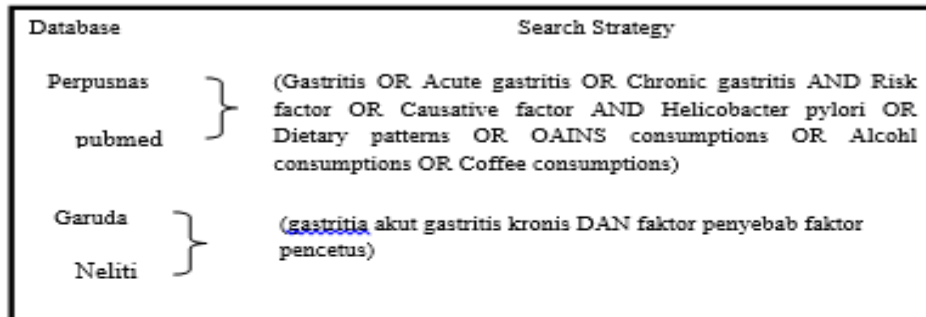 Database Search Strategy
Perpusnas (Gastritis OR Acute gastritis OR Chronic gastritis AND Risk
factor OR Causative factor AND Helicobacter pylori OR
pubmed Dietary patterns OR OAINS consumptions OR Alcohl
consumptions OR Coffee consumptions)
Garuda (gastritia akut gastritis kronis DAN faktor penyebab faktor
pencetus)
Neliti